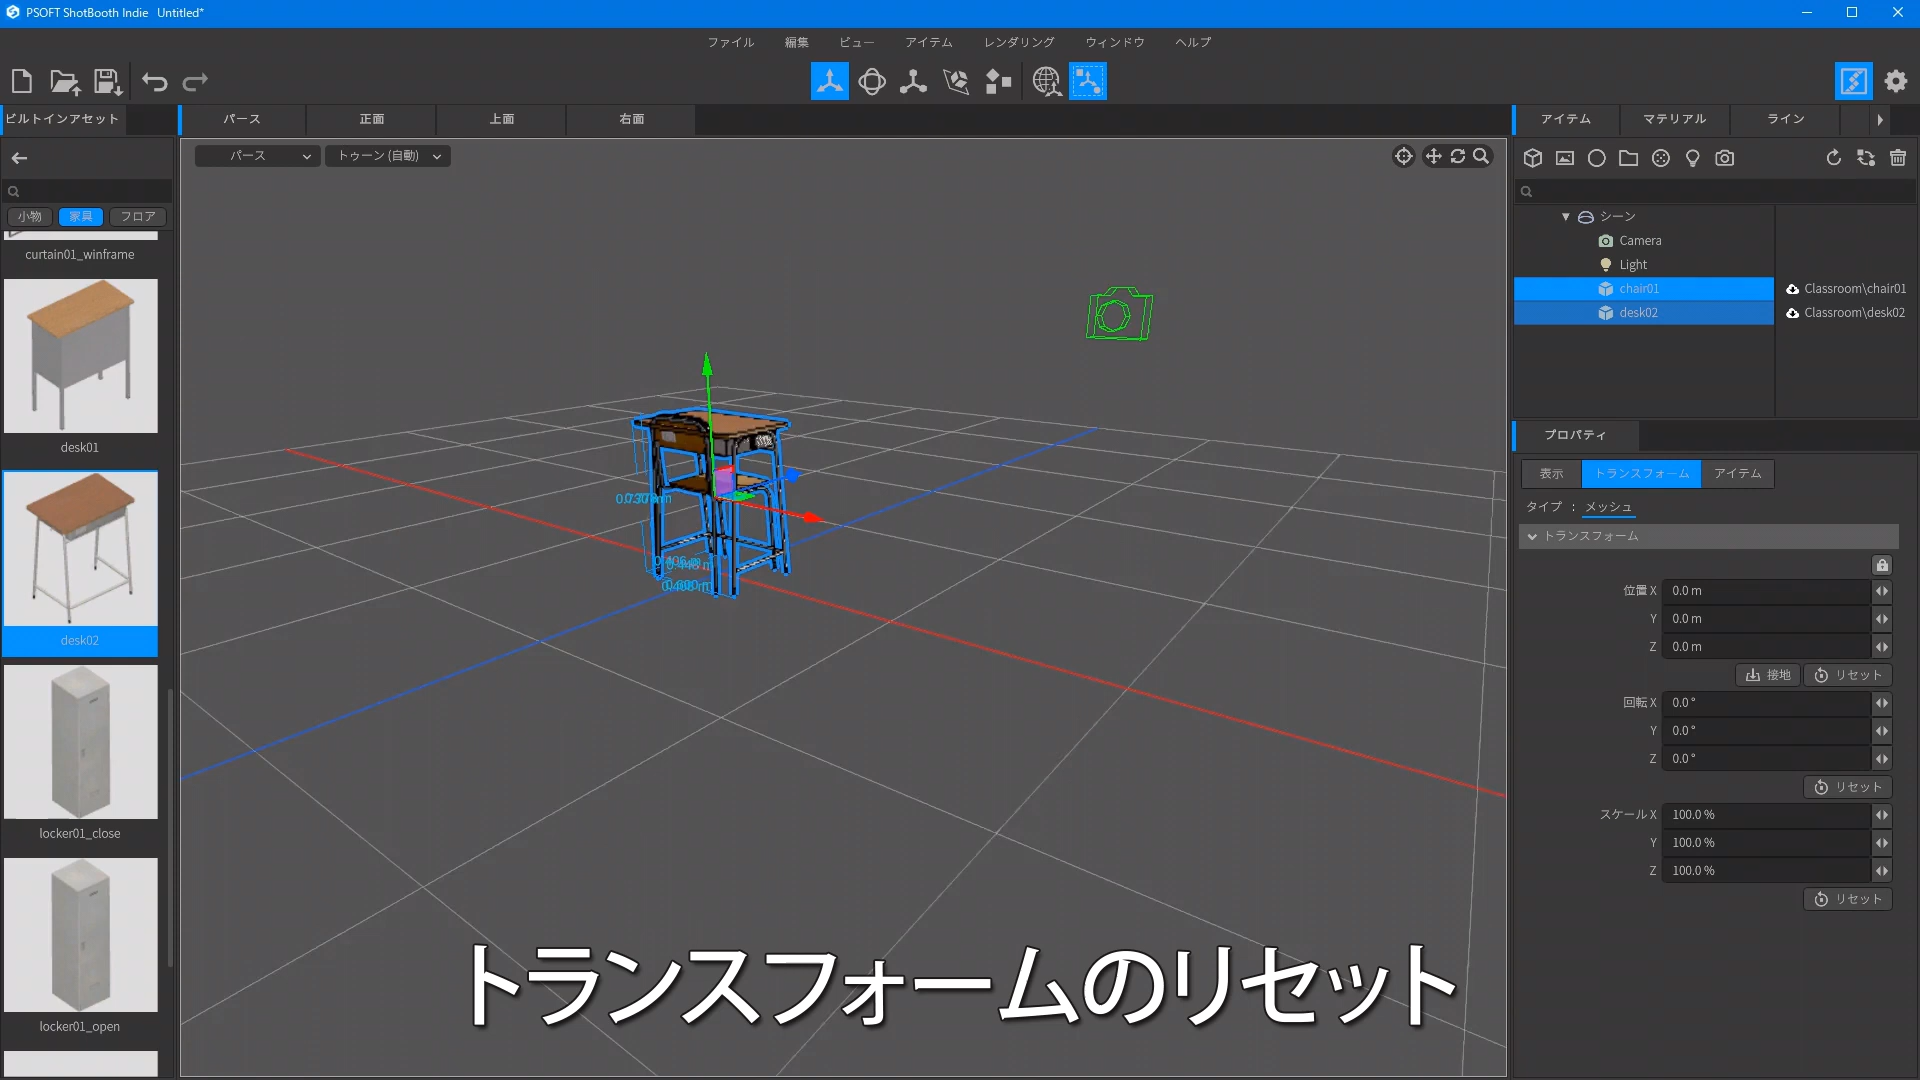 PSOFT ShotBooth Indie Untitled*
ファイル 編集 ビュー アイテム レンダリング ウィンドウ ヘルプ
ビルトインアセット パース 正面 上面 右面 アイテム マテリアル ライン
パース トゥーン (自動)
小物 家具 フロア
curtain01_winframe
desk01
desk02
locker01_close
locker01_open
シーン
Camera
Light
chair01 Classroom\chair01
desk02 Classroom\desk02
プロパティ
表示 トランスフォーム アイテム
タイプ : メッシュ
トランスフォーム
位置 X 0.0 m
Y 0.0 m
Z 0.0 m
接地 リセット
回転 X 0.0 °
Y 0.0 °
Z 0.0 °
リセット
スケール X 100.0 %
Y 100.0 %
Z 100.0 %
リセット
トランスフォームのリセット